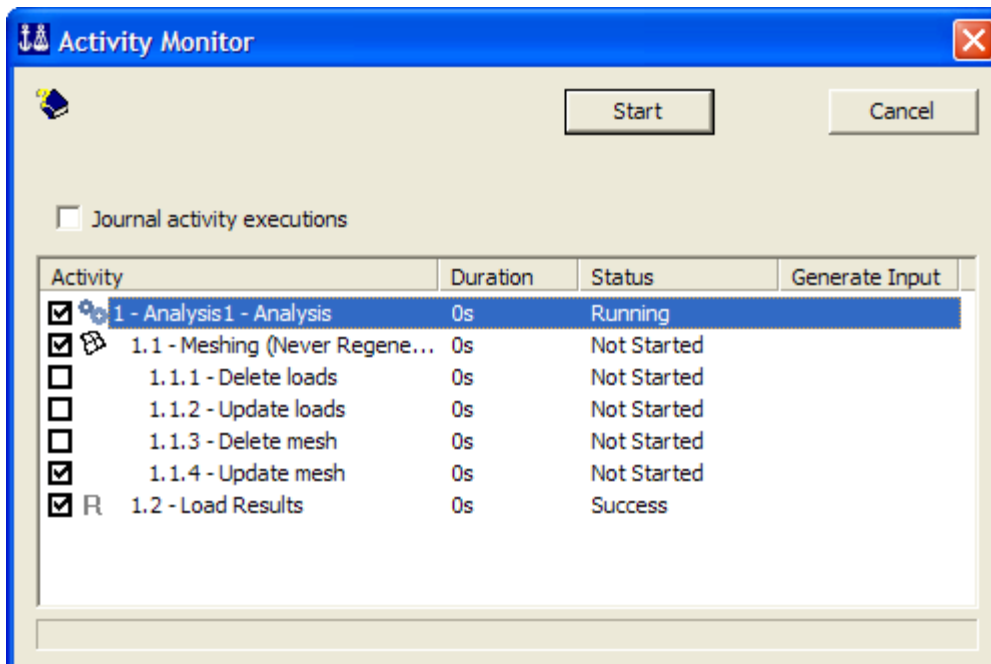 Activity Monitor
Start Cancel
Journal activity executions
Activity Duration Status Generate Input
1 - Analysis1 - Analysis 0s Running
1.1 - Meshing (Never Regene... 0s Not Started
1.1.1 - Delete loads 0s Not Started
1.1.2 - Update loads 0s Not Started
1.1.3 - Delete mesh 0s Not Started
1.1.4 - Update mesh 0s Not Started
R 1.2 - Load Results 0s Success